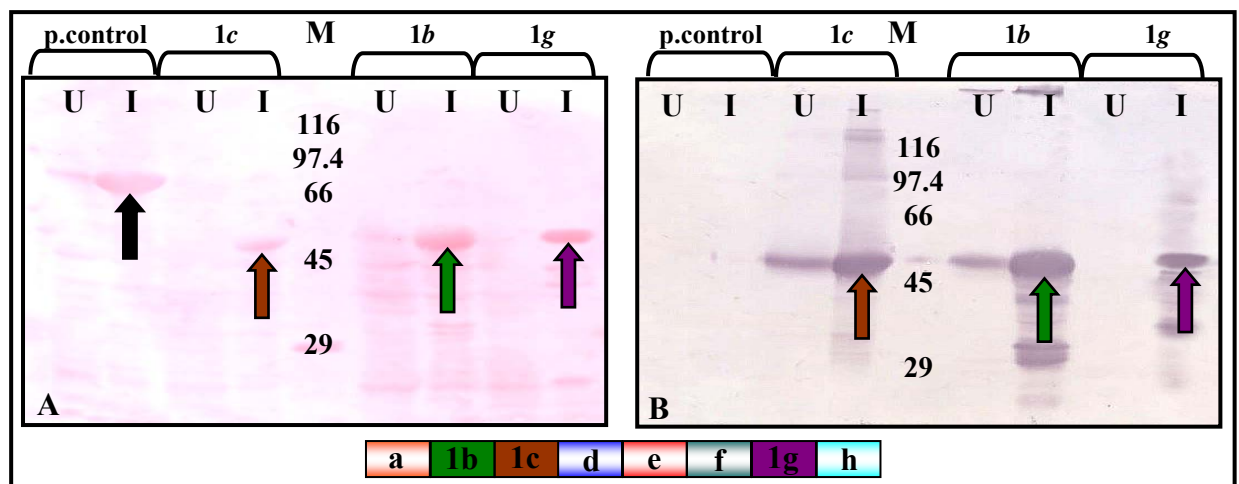 p.control 1c M 1b 1g
U I U I U I U I
116
97.4
66
45
29
A
p.control 1c M 1b 1g
U I U I U I U I
116
97.4
66
45
29
B
a 1b 1c d e f 1g h